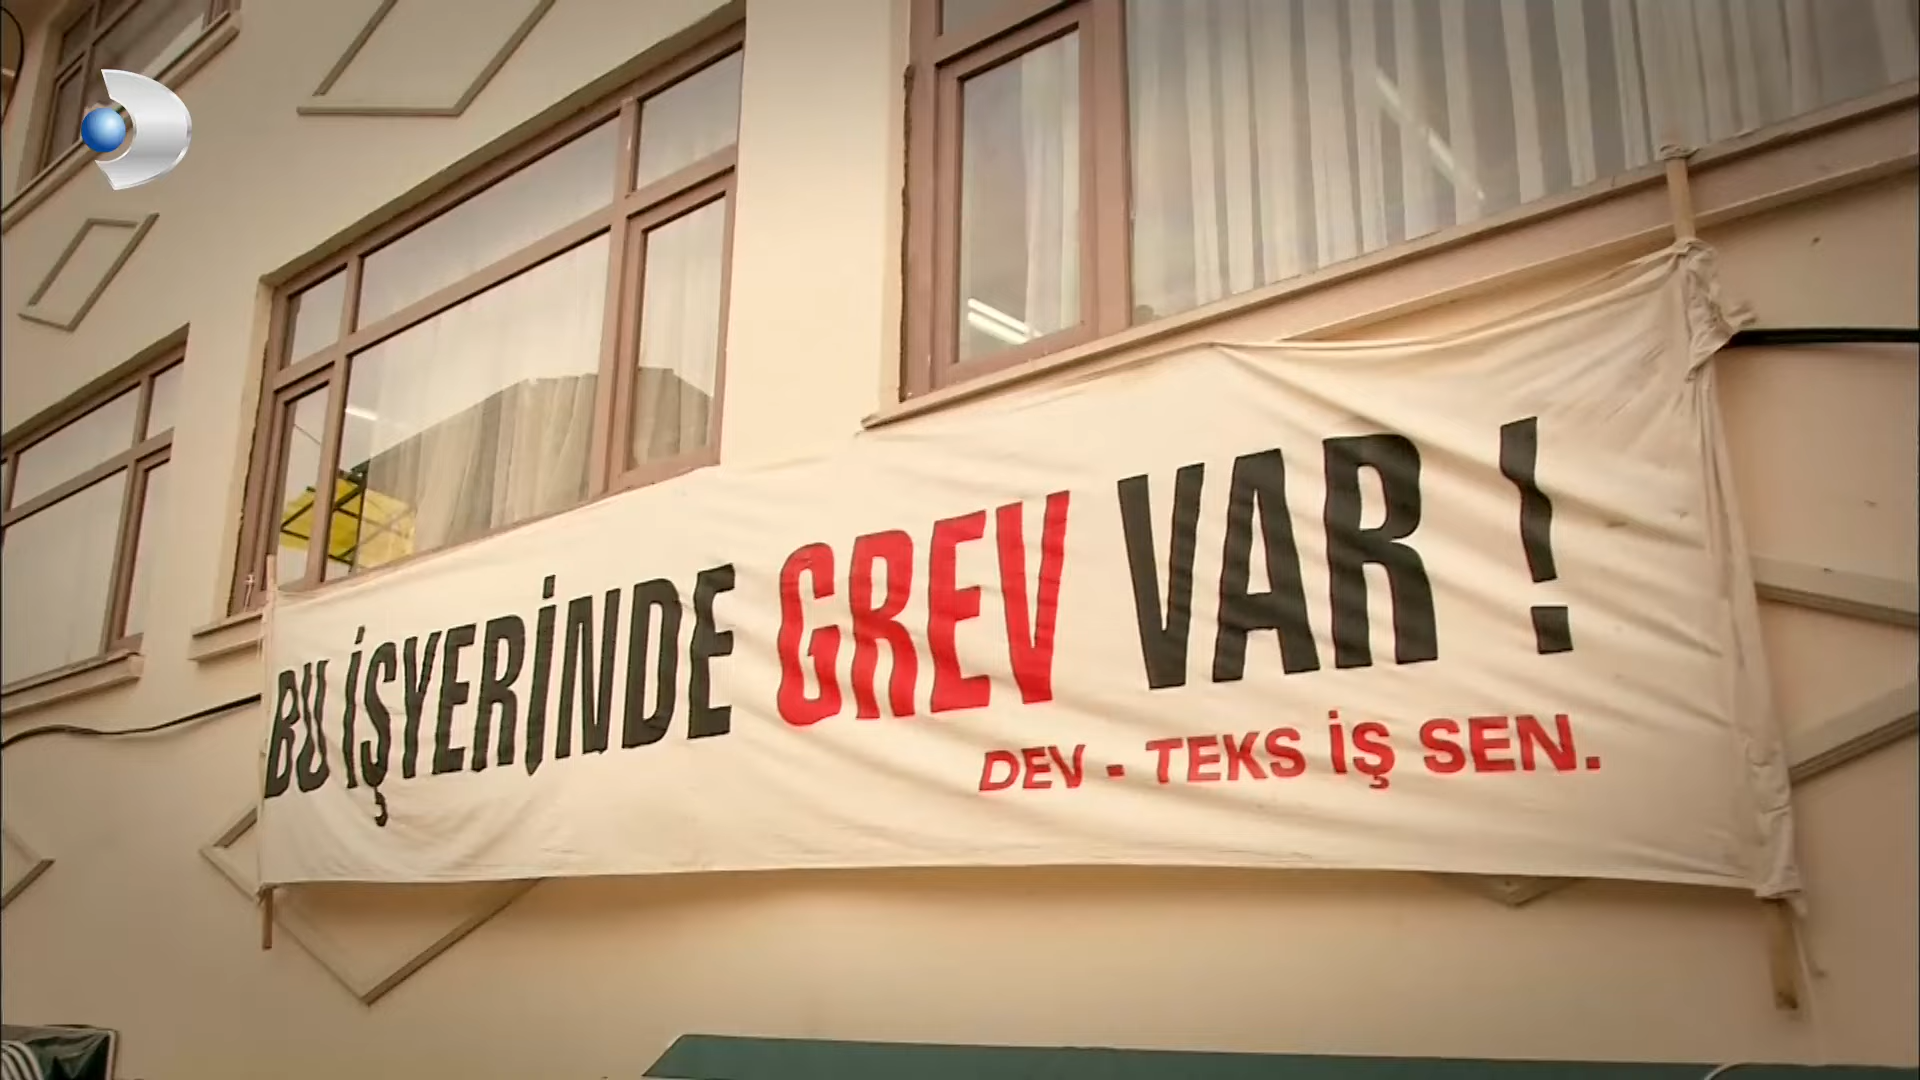 BU İŞYERİNDE GREV VAR !
DEV - TEKS İŞ SEN.